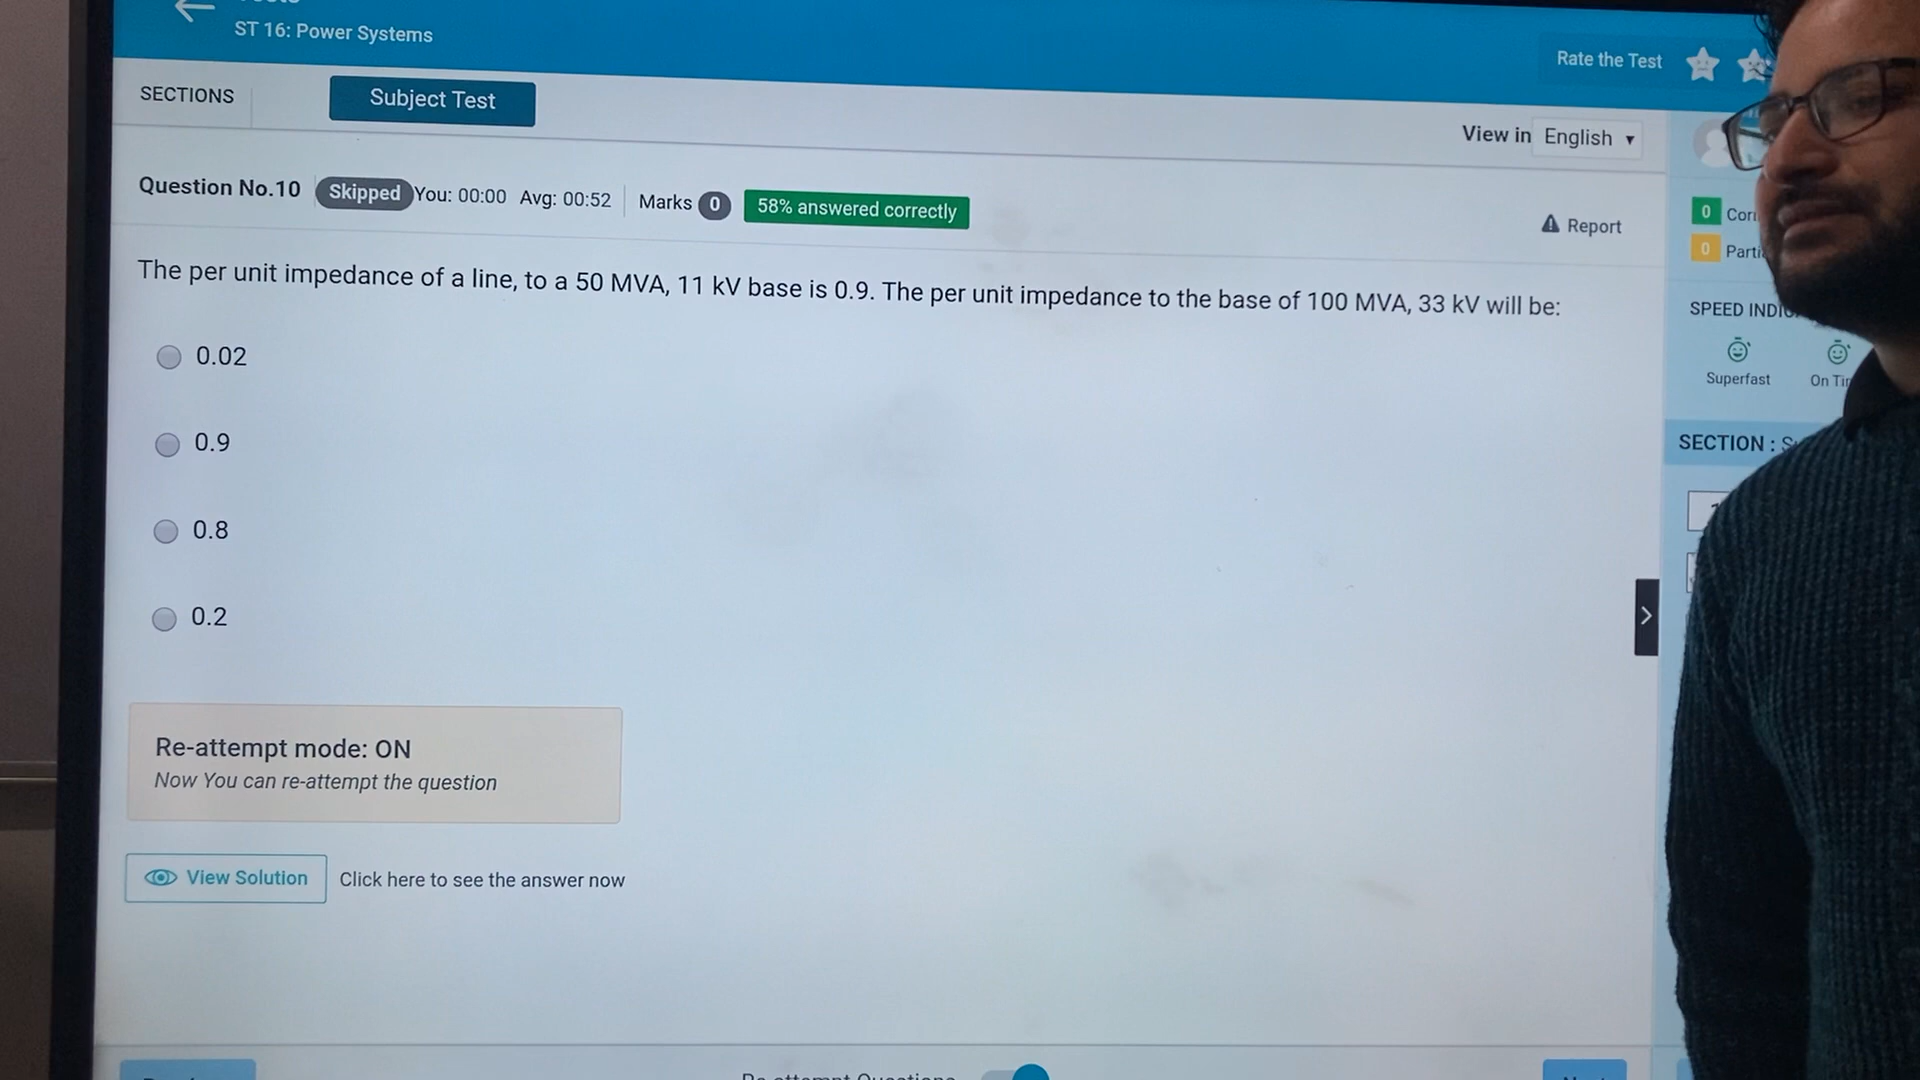 ST 16: Power Systems
Rate the Test
SECTIONS
Subject Test
View in English
Question No.10 Skipped You: 00:00 Avg: 00:52 Marks 0 58% answered correctly
Report
0
0
The per unit impedance of a line, to a 50 MVA, 11 kV base is 0.9. The per unit impedance to the base of 100 MVA, 33 kV will be:
SPEED
0.02
Superfast
On
0.9
SECTION :
0.8
0.2
Re-attempt mode: ON
Now You can re-attempt the question
View Solution Click here to see the answer now